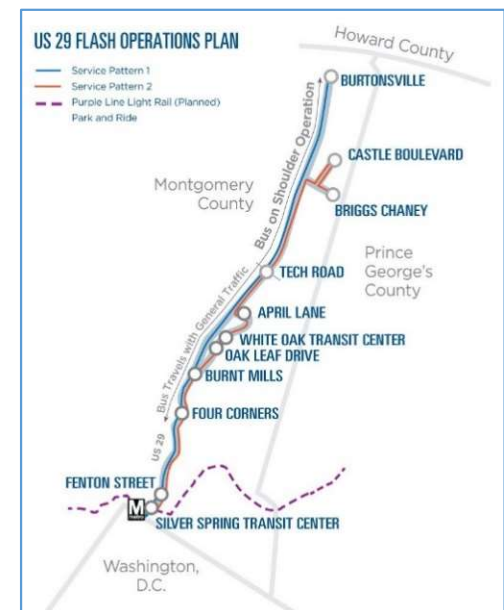 US 29 FLASH OPERATIONS PLAN
Service Pattern 1
Service Pattern 2
Purple Line Light Rail (Planned)
Park and Ride
Howard County
BURTONSVILLE
Bus on Shoulder Operation
CASTLE BOULEVARD
Montgomery
County
BRIGGS CHANEY
Prince
George's
County
TECH ROAD
Bus Travels with General Traffic
APRIL LANE
WHITE OAK TRANSIT CENTER
OAK LEAF DRIVE
BURNT MILLS
FOUR CORNERS
US 29
FENTON STREET
M
SILVER SPRING TRANSIT CENTER
Washington,
D.C.